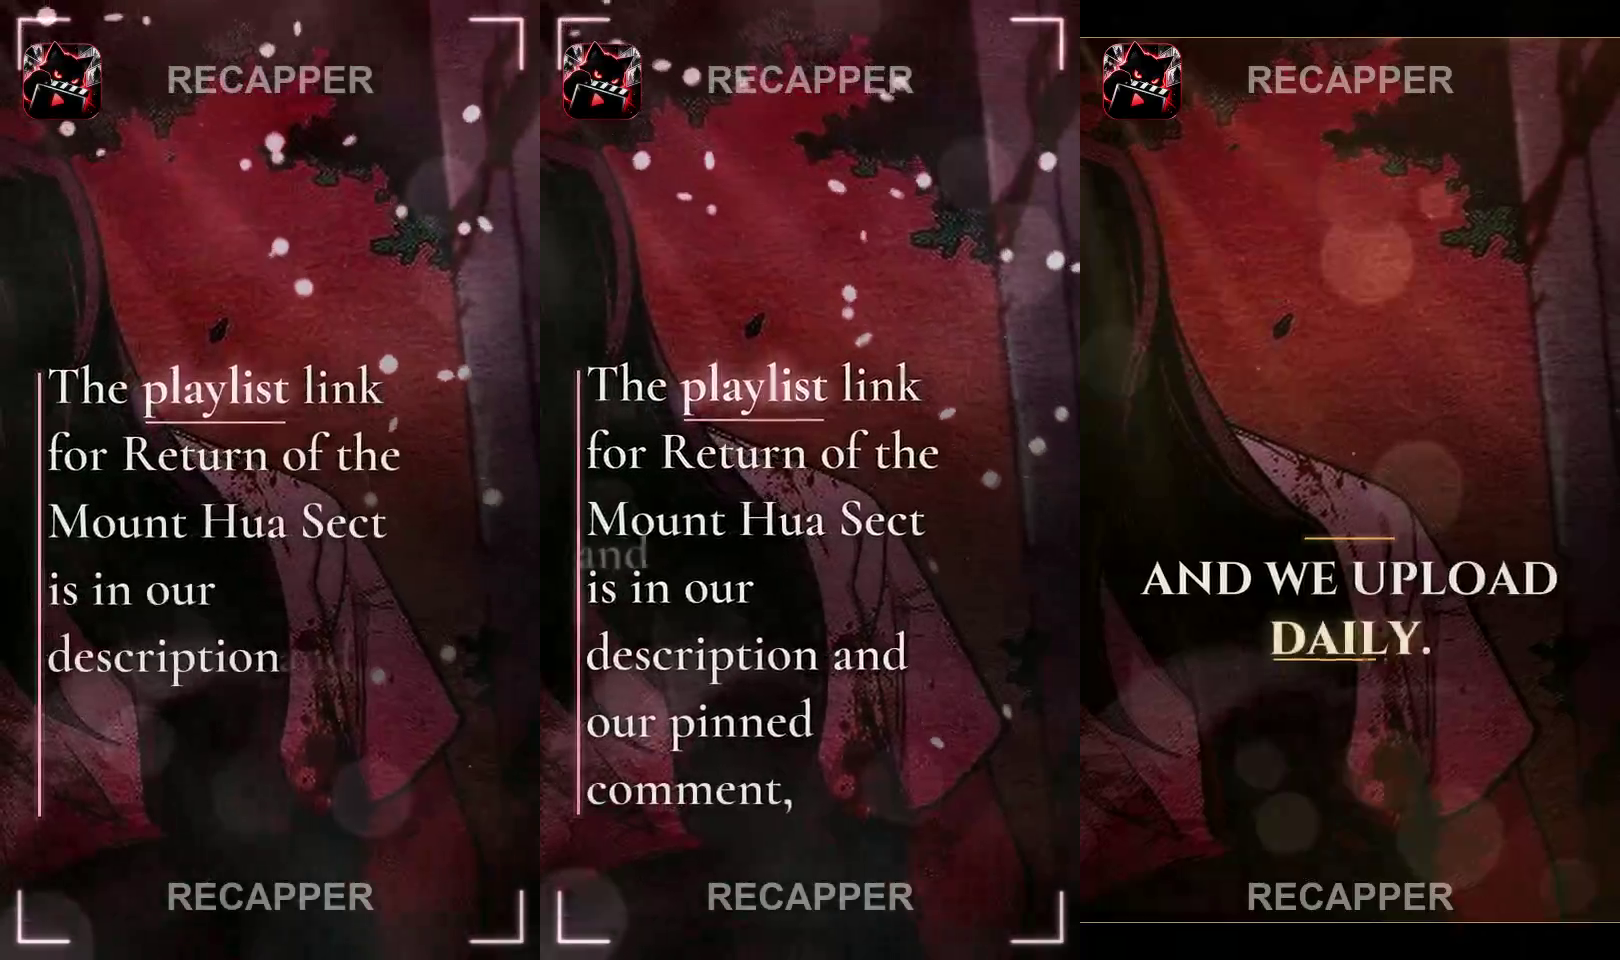 RECAPPER
The playlist link
for Return of the
Mount Hua Sect
is in our
description and
RECAPPER
RECAPPER
The playlist link
for Return of the
Mount Hua Sect
and
is in our
description and
our pinned
comment,
RECAPPER
RECAPPER
AND WE UPLOAD
DAILY.
RECAPPER